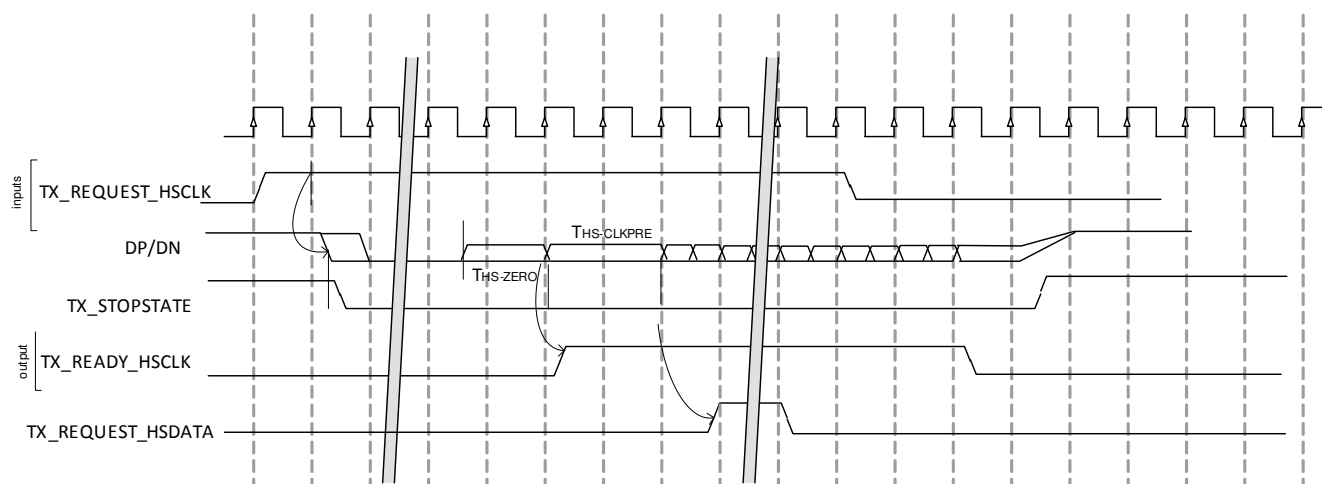 inputs
TX_REQUEST_HSCLK
DP/DN
THS-CLKPRE
THS-ZERO
TX_STOPSTATE
output
TX_READY_HSCLK
TX_REQUEST_HSDATA